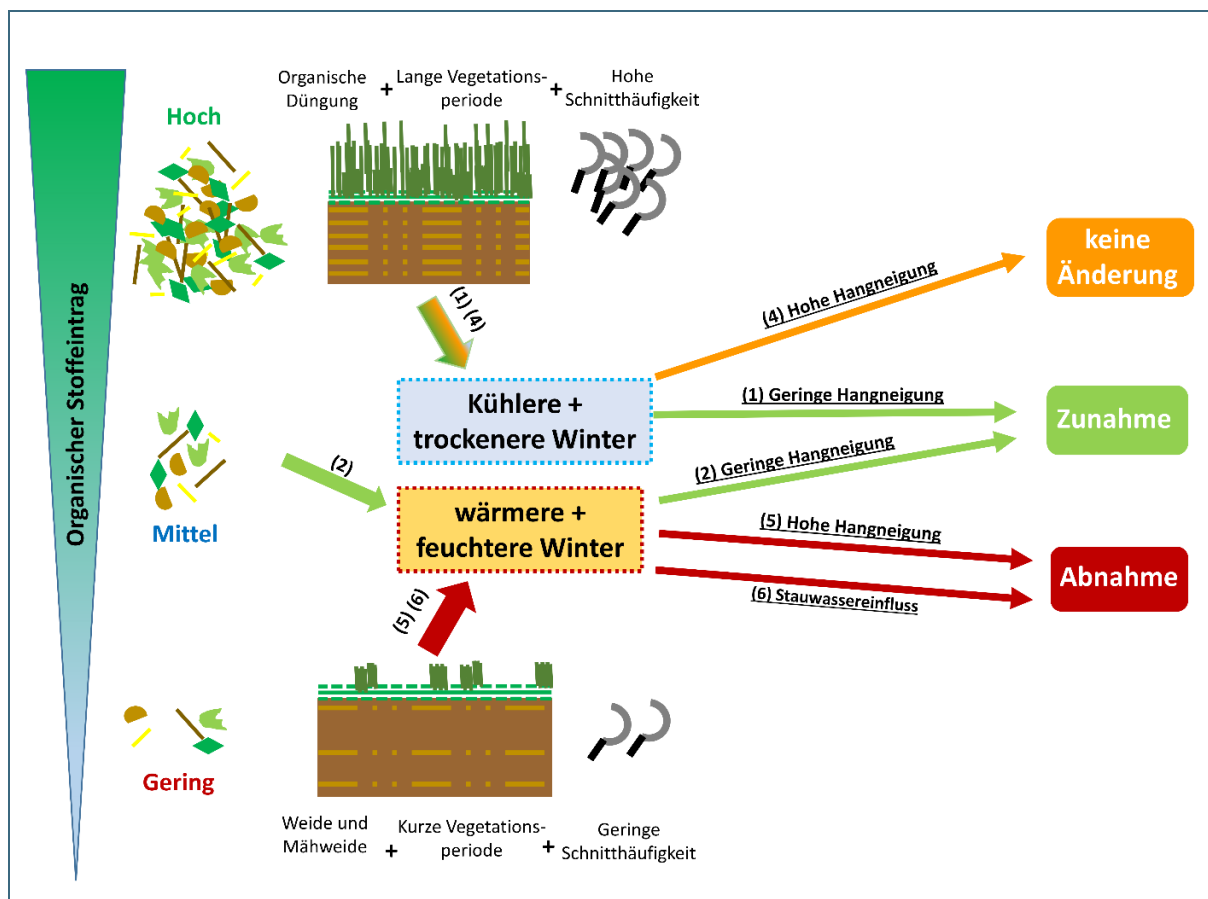 Organische
Düngung
+
Lange Vegetations-
periode
+
Hohe
Schnitthäufigkeit
Hoch
Organischer Stoffeintrag
(1) (4)
keine
Änderung
(4) Hohe Hangneigung
Kühlere +
trockenere Winter
(1) Geringe Hangneigung
Zunahme
(2) Geringe Hangneigung
(2)
Mittel
wärmere +
feuchtere Winter
(5) Hohe Hangneigung
Abnahme
(6) Stauwassereinfluss
(5) (6)
Gering
Weide und
Mähweide
+
Kurze Vegetations-
periode
+
Geringe
Schnitthäufigkeit